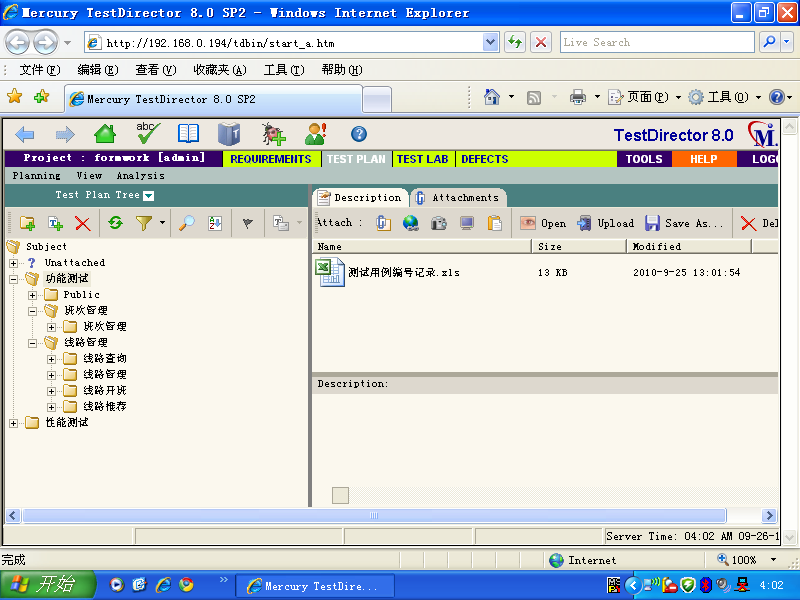 Mercury TestDirector 8.0 SP2 - Windows Internet Explorer
http://192.168.0.194/tdbin/start_a.htm
Live Search
文件(F) 编辑(E) 查看(V) 收藏夹(A) 工具(T) 帮助(H)
Mercury TestDirector 8.0 SP2
页面(P) 工具(O)
abc
TestDirector 8.0
M.
Project : formwork [admin] REQUIREMENTS TEST PLAN TEST LAB DEFECTS TOOLS HELP LOGO
Planning View Analysis
Test Plan Tree
Description Attachments
Attach : Open Upload Save As... Del
Name Size Modified
Subject
Unattached
功能测试
Public
班次管理
班次管理
线路管理
线路查询
线路管理
线路开班
线路推荐
性能测试
测试用例编号记录.xls 13 KB 2010-9-25 13:01:54
Description:
Server Time: 04:02 AM 09-26-1
完成 Internet 100%
开始 Mercury TestDire... 4:02